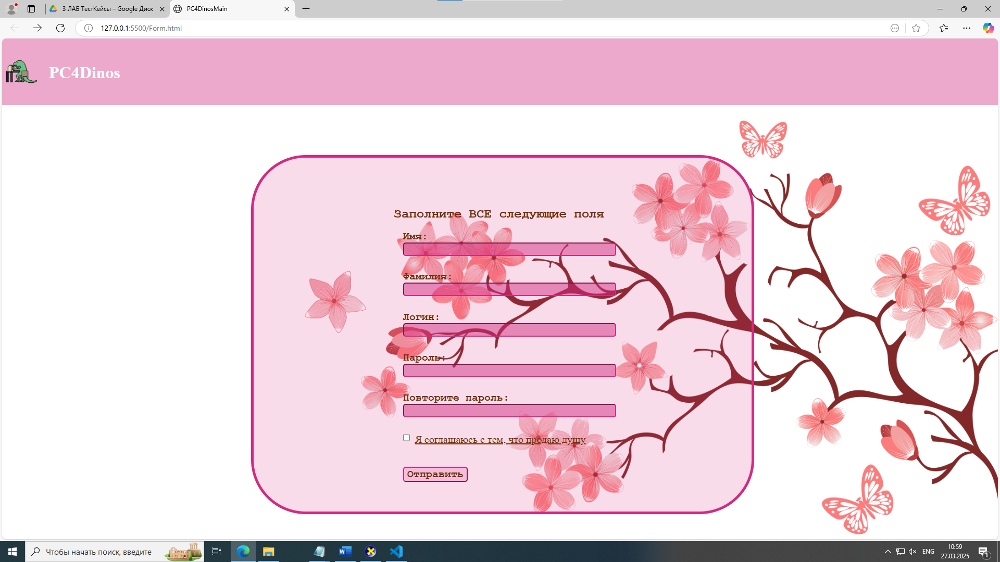 3 ЛАБ ТестКейсы – Google Диск
PC4DinosMain
127.0.0.1:5500/Form.html
PC4Dinos
Заполните ВСЕ следующие поля
Имя:
Фамилия:
Логин:
Пароль:
Повторите пароль:
Я соглашаюсь с тем, что продаю душу
Отправить
Чтобы начать поиск, введите
ENG
10:59
27.03.2025
1